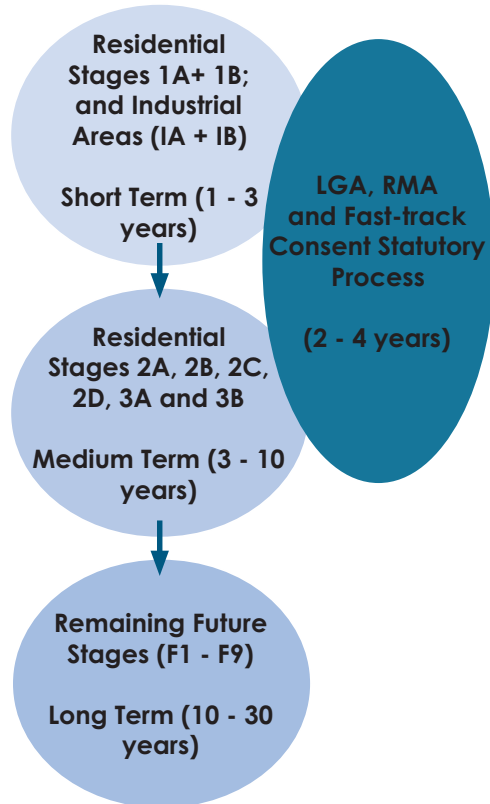 Residential
Stages 1A+ 1B;
and Industrial
Areas (IA + IB)
Short Term (1 - 3
years)
LGA, RMA
and Fast-track
Consent Statutory
Process
(2 - 4 years)
Residential
Stages 2A, 2B, 2C,
2D, 3A and 3B
Medium Term (3 - 10
years)
Remaining Future
Stages (F1 - F9)
Long Term (10 - 30
years)